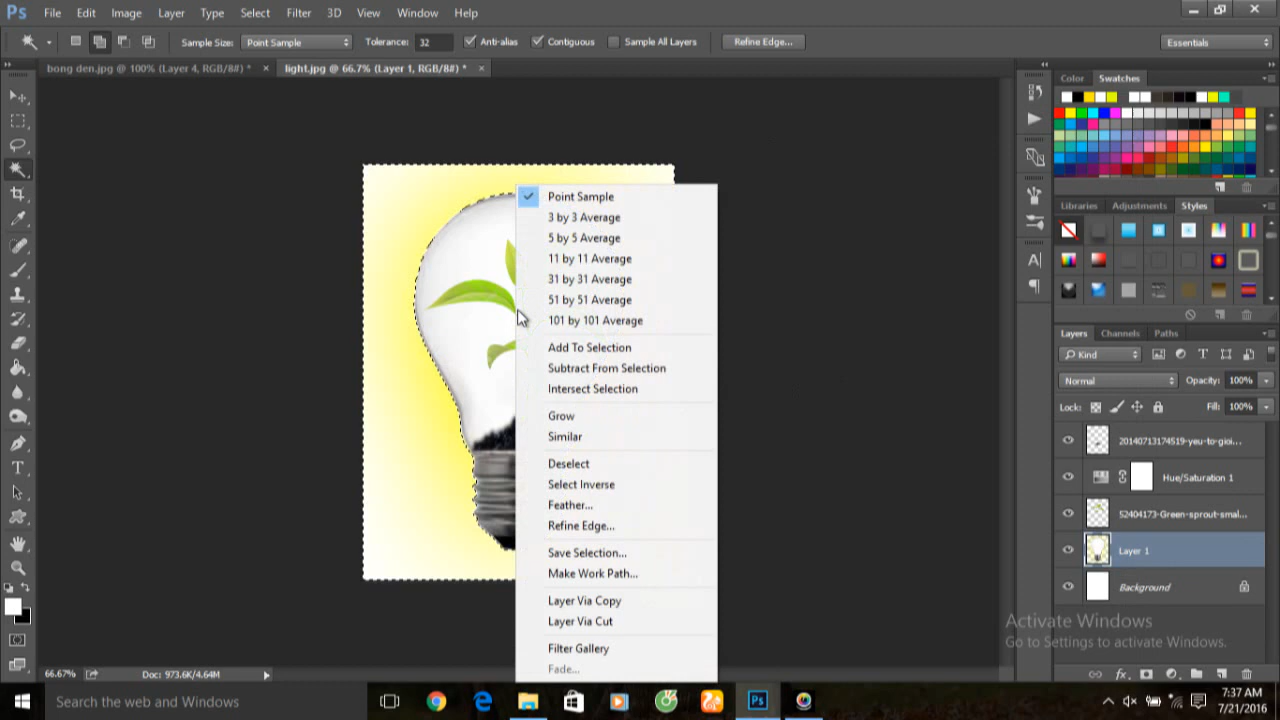 Ps File Edit Image Layer Type Select Filter 3D View Window Help
Sample Size: Point Sample Tolerance: 32 Anti-alias Contiguous Sample All Layers Refine Edge... Essentials
bong den.jpg @ 100% (Layer 4, RGB/8#) * × light.jpg @ 66.7% (Layer 1, RGB/8#) * ×
Color Swatches
Point Sample
3 by 3 Average
5 by 5 Average
11 by 11 Average
31 by 31 Average
51 by 51 Average
101 by 101 Average
Add To Selection
Subtract From Selection
Intersect Selection
Grow
Similar
Deselect
Select Inverse
Feather...
Refine Edge...
Save Selection...
Make Work Path...
Layer Via Copy
Layer Via Cut
Filter Gallery
Fade...
Libraries Adjustments Styles
Layers Channels Paths
Kind
Normal Opacity: 100%
Lock: Fill: 100%
20140713174519-yeu-to-gioi...
Hue/Saturation 1
52404173-Green-sprout-smal...
Layer 1
Background
Activate Windows
Go to Settings to activate Windows.
66.67% Doc: 973.6K/4.64M
Search the web and Windows
Ps
7:37 AM
7/21/2016